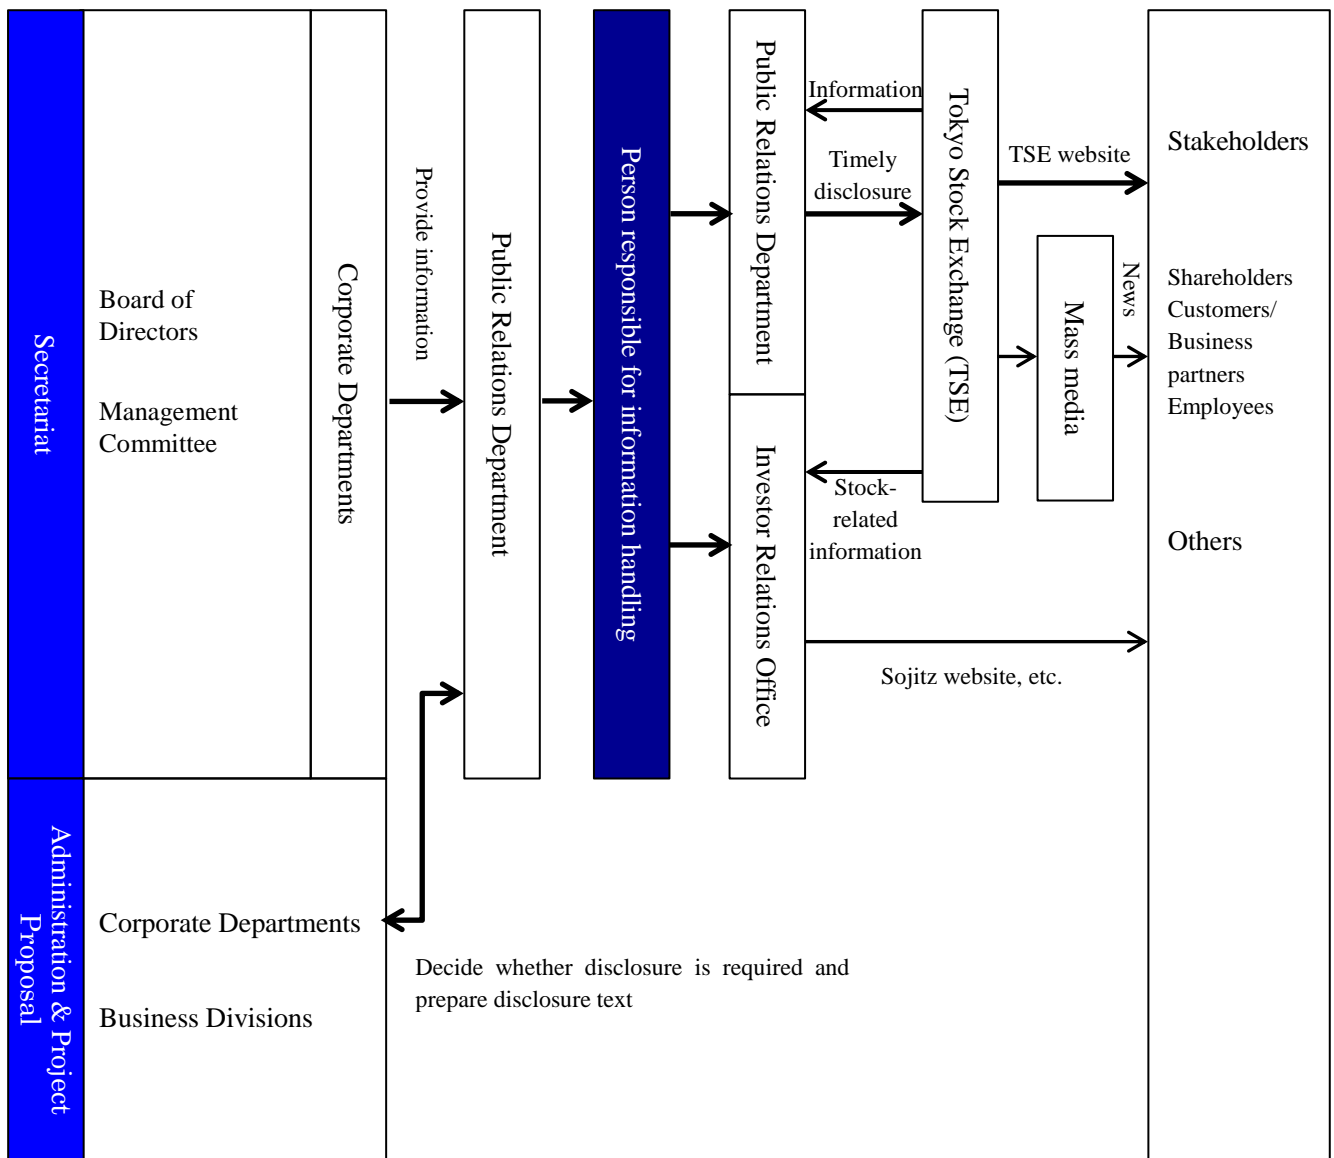 Secretariat
Board of
Directors
Management
Committee
Corporate Departments
Provide information
Public Relations Department
Person responsible for information handling
Public Relations Department
Investor Relations Office
Information
Timely
disclosure
Stock-
related
information
Tokyo Stock Exchange (TSE)
TSE website
Mass media
News
Stakeholders
Shareholders
Customers/
Business
partners
Employees
Others
Sojitz website, etc.
Administration & Project
Proposal
Corporate Departments
Business Divisions
Decide whether disclosure is required and
prepare disclosure text